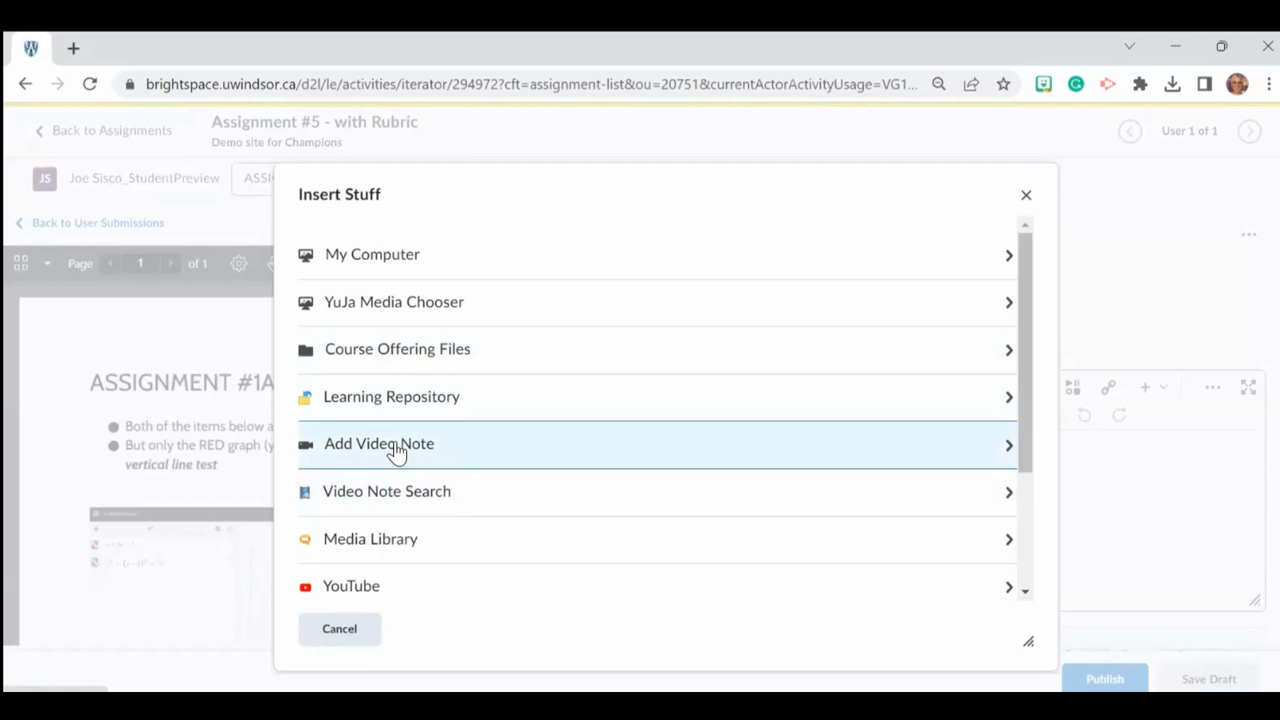 brightspace.uwindsor.ca/d2l/le/activities/iterator/294972?cft=assignment-list&ou=20751&currentActorActivityUsage=VG1...
Back to Assignments
Assignment #5 - with Rubric
Demo site for Champions
User 1 of 1
JS
Joe Sisco_StudentPreview
ASSI
Back to User Submissions
Page
1
of 1
ASSIGNMENT #1A
Both of the items below a
But only the RED graph (y
vertical line test
Insert Stuff
My Computer
YuJa Media Chooser
Course Offering Files
Learning Repository
Add Video Note
Video Note Search
Media Library
YouTube
Cancel
Publish
Save Draft